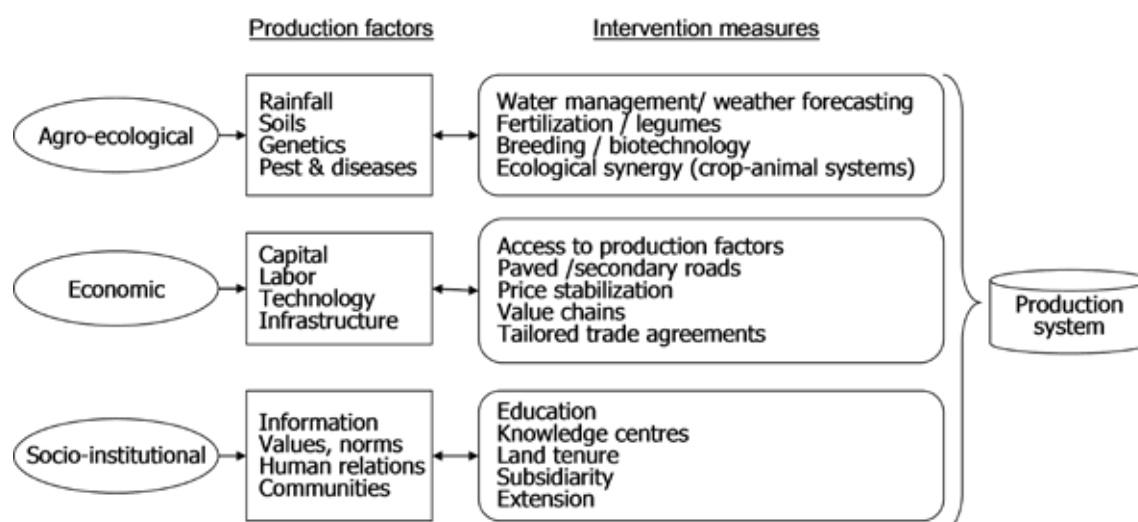 Production factors
Intervention measures
Agro-ecological
Rainfall
Soils
Genetics
Pest & diseases
Water management/ weather forecasting
Fertilization / legumes
Breeding / biotechnology
Ecological synergy (crop-animal systems)
Economic
Capital
Labor
Technology
Infrastructure
Access to production factors
Paved /secondary roads
Price stabilization
Value chains
Tailored trade agreements
Production
system
Socio-institutional
Information
Values, norms
Human relations
Communities
Education
Knowledge centres
Land tenure
Subsidiarity
Extension